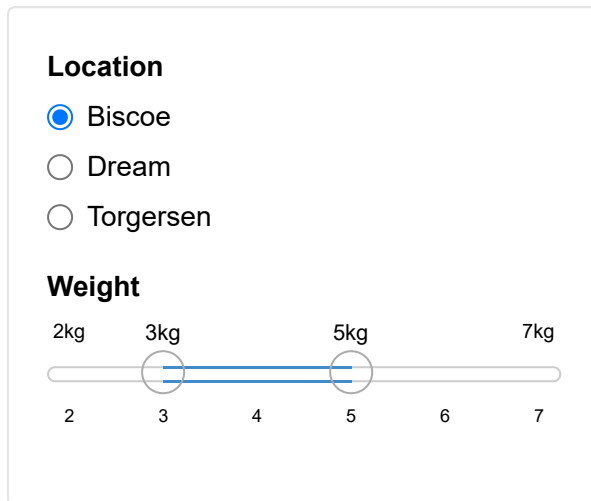 Location
Biscoe
Dream
Torgersen
Weight
2kg 3kg 5kg 7kg
2 3 4 5 6 7